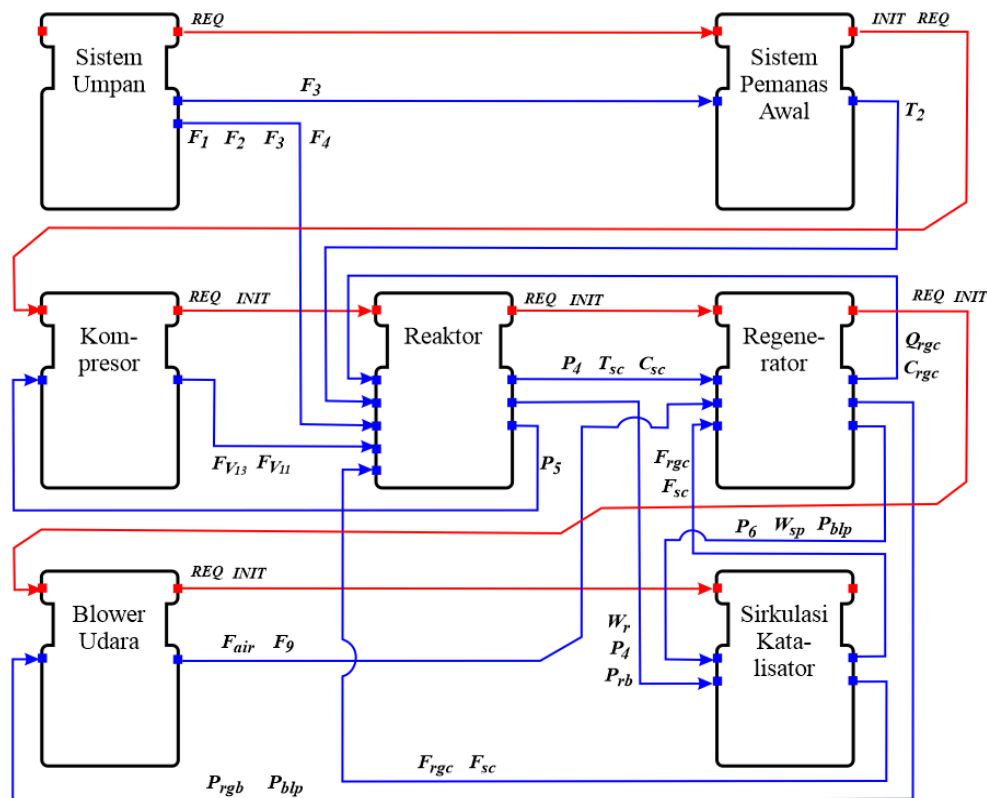 REQ
INIT REQ
Sistem
Umpan
Sistem
Pemanas
Awal
F3
T2
F1 F2 F3 F4
REQ INIT
REQ INIT
REQ INIT
Kom-
presor
Reaktor
Regene-
rator
Qrgc
Crgc
P4 Tsc Csc
FV13 FV11
P5
Frgc
Fsc
P6 Wsp Pblp
REQ INIT
Blower
Udara
Sirkulasi
Kata-
lisator
Fair F9
Wr
P4
Prb
Frgc Fsc
Prgb Pblp